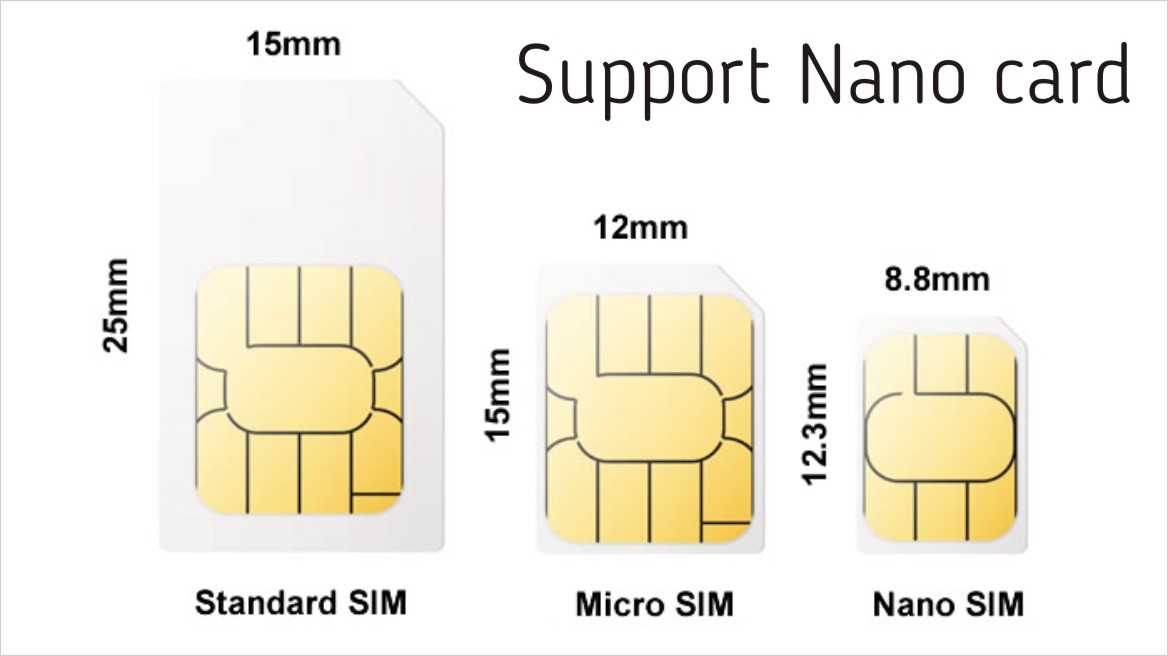 15mm
Support Nano card
25mm
12mm
15mm
8.8mm
12.3mm
Standard SIM
Micro SIM
Nano SIM